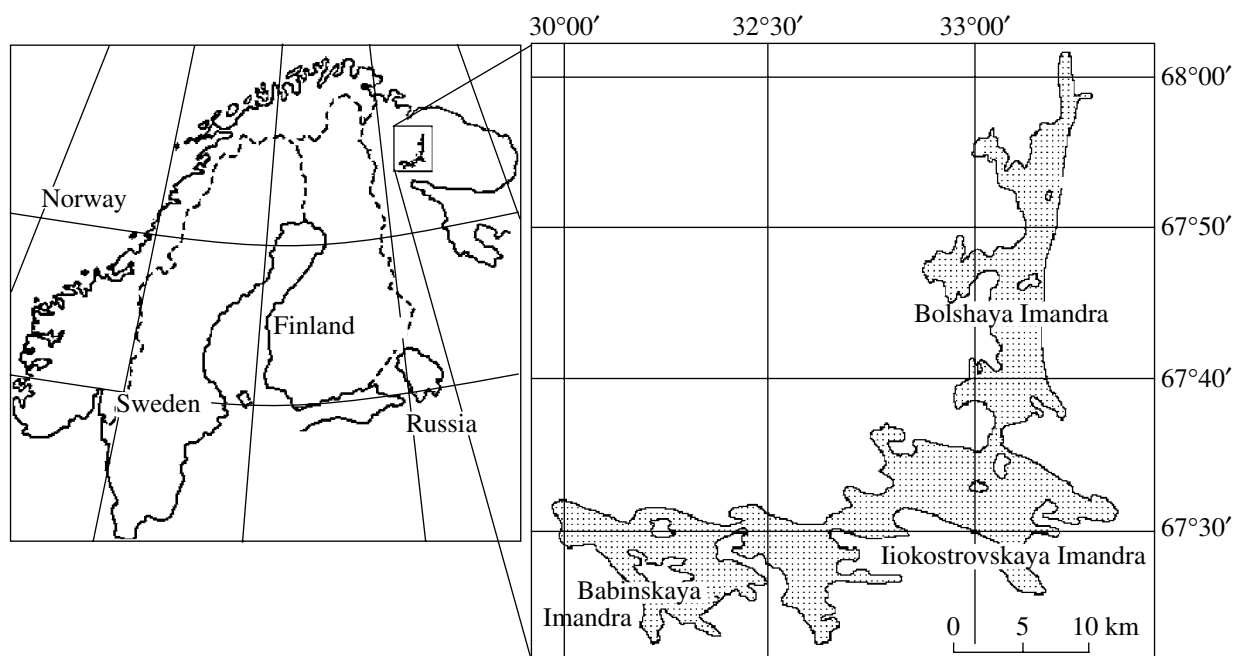 30°00′ 32°30′ 33°00′
68°00′
Norway
67°50′
Finland
Bolshaya Imandra
67°40′
Sweden
Russia
67°30′
Iiokostrovskaya Imandra
Babinskaya
Imandra
0 5 10 km